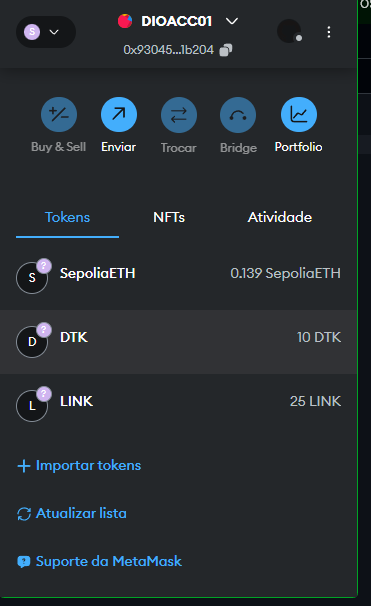 S
DIOACC01
0x93045...1b204
Buy & Sell
Enviar
Trocar
Bridge
Portfolio
Tokens
NFTs
Atividade
S
?
SepoliaETH
0.139 SepoliaETH
D
?
DTK
10 DTK
L
?
LINK
25 LINK
+ Importar tokens
Atualizar lista
? Suporte da MetaMask